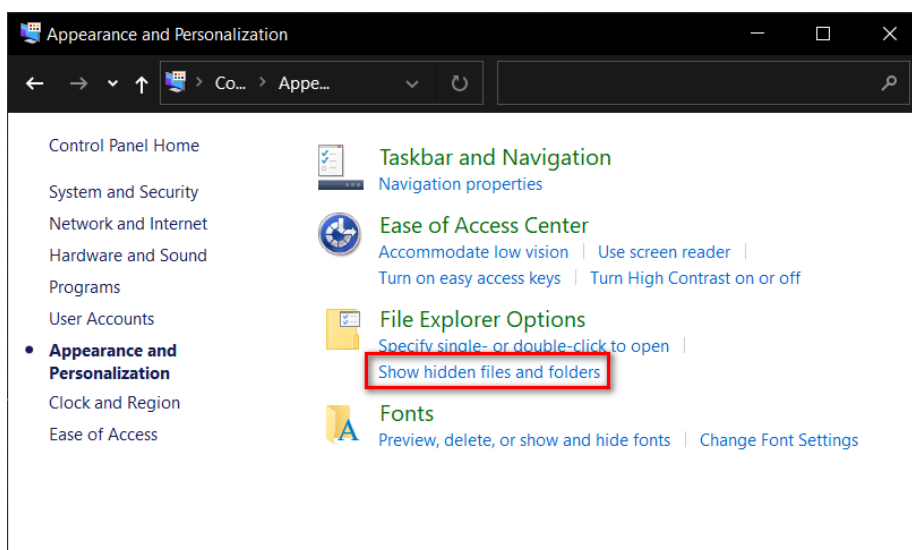 Appearance and Personalization
Co... > Appe...
Control Panel Home
System and Security
Network and Internet
Hardware and Sound
Programs
User Accounts
Appearance and
Personalization
Clock and Region
Ease of Access
Taskbar and Navigation
Navigation properties
Ease of Access Center
Accommodate low vision | Use screen reader |
Turn on easy access keys | Turn High Contrast on or off
File Explorer Options
Specify single- or double-click to open |
Show hidden files and folders
Fonts
Preview, delete, or show and hide fonts | Change Font Settings